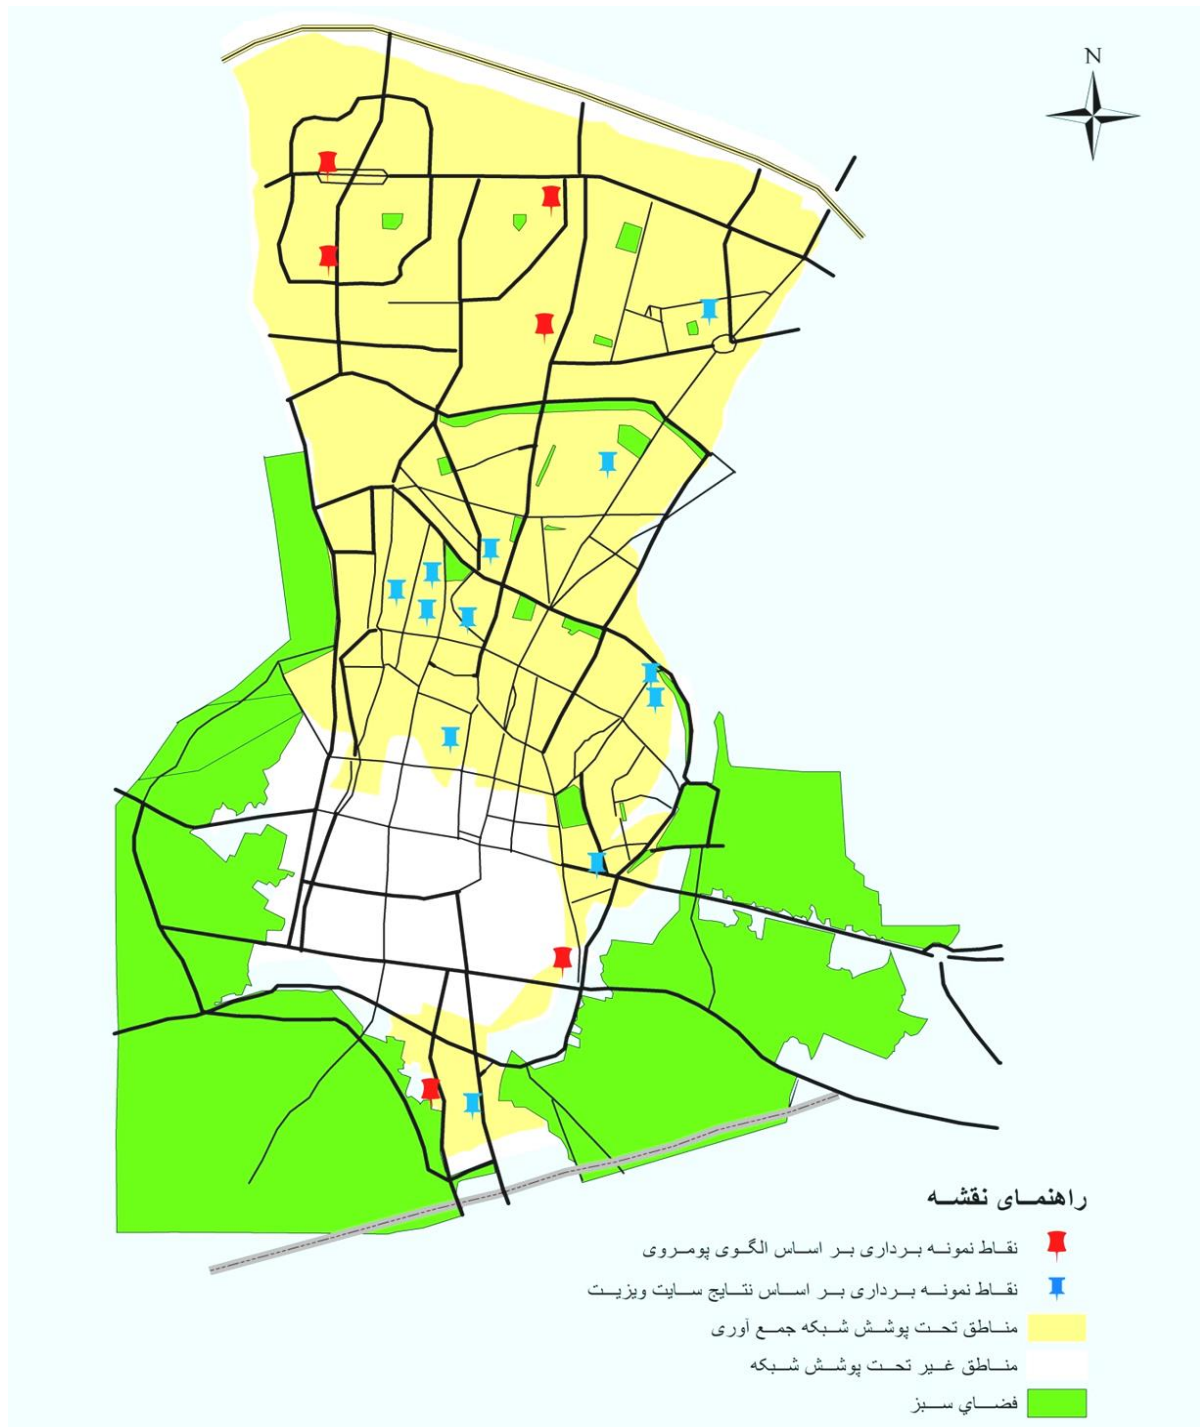 N
راهنمای نقشه
نقاط نمونه برداری بر اساس الگوی پومروی
نقاط نمونه برداری بر اساس نتایج سایت ویزیت
مناطق تحت پوشش شبکه جمع آوری
مناطق غیر تحت پوشش شبکه
فضاي سبز